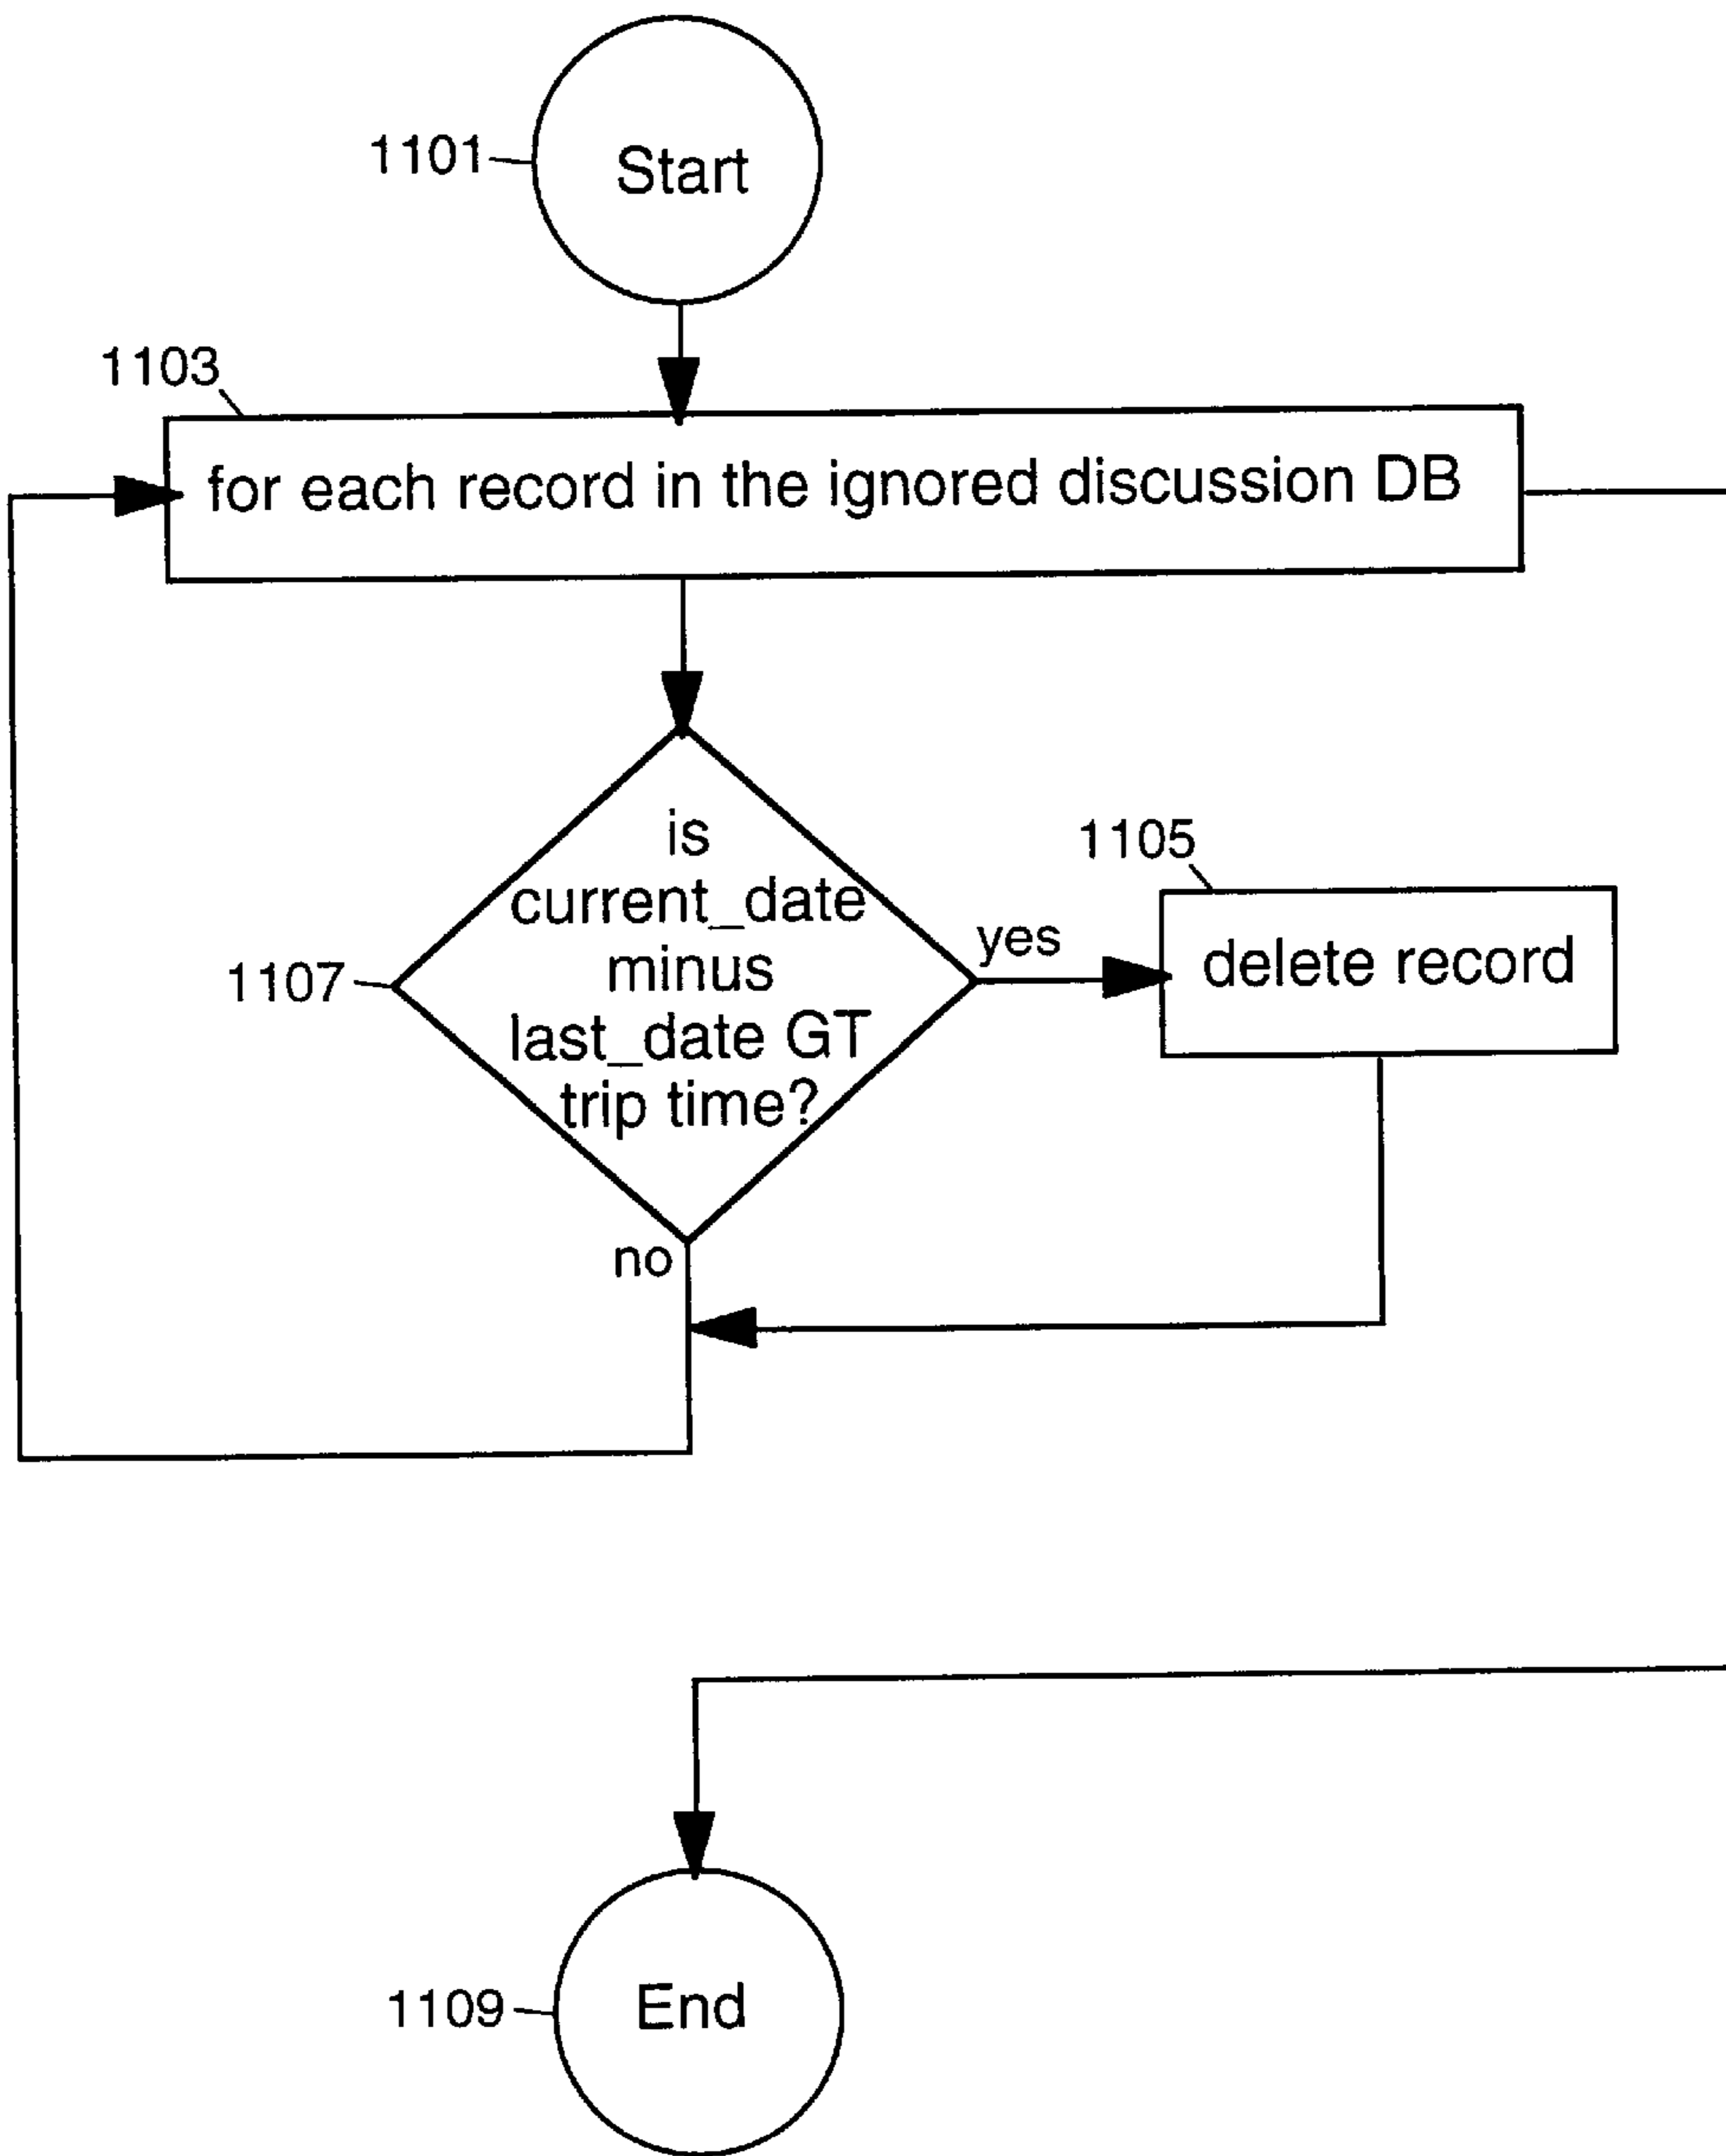 1101
Start
1103
for each record in the ignored discussion DB
is
current_date
minus
last_date GT
trip time?
1107
yes
1105
delete record
no
1109
End